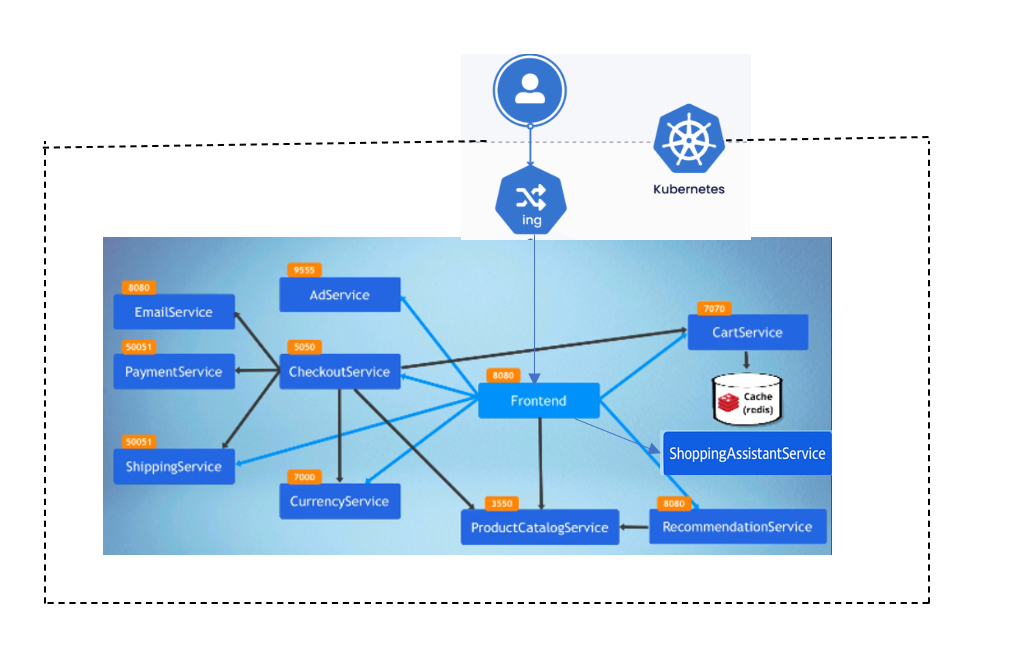 Kubernetes
ing
9555
AdService
8080
EmailService
7070
CartService
50051
PaymentService
5050
CheckoutService
8080
Frontend
Cache
(redis)
50051
ShippingService
ShoppingAssistantService
7000
CurrencyService
3550
ProductCatalogService
8080
RecommendationService